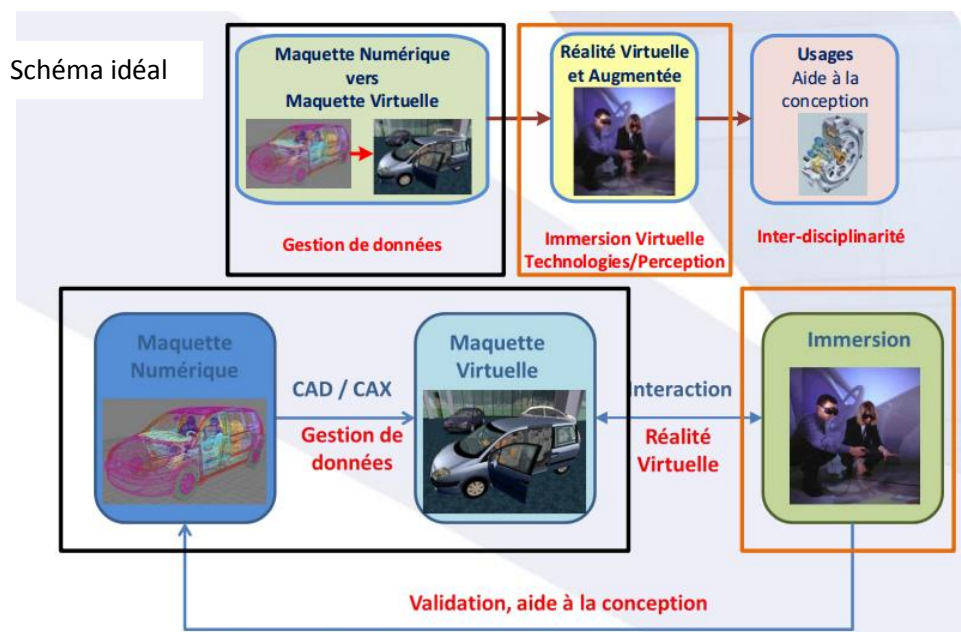 Schéma idéal
Maquette Numérique
vers
Maquette Virtuelle
Réalité Virtuelle
et Augmentée
Usages
Aide à la
conception
Gestion de données
Immersion Virtuelle
Technologies/Perception
Inter-disciplinarité
Maquette
Numérique
CAD / CAX
Gestion de
données
Maquette
Virtuelle
Interaction
Réalité
Virtuelle
Immersion
Validation, aide à la conception